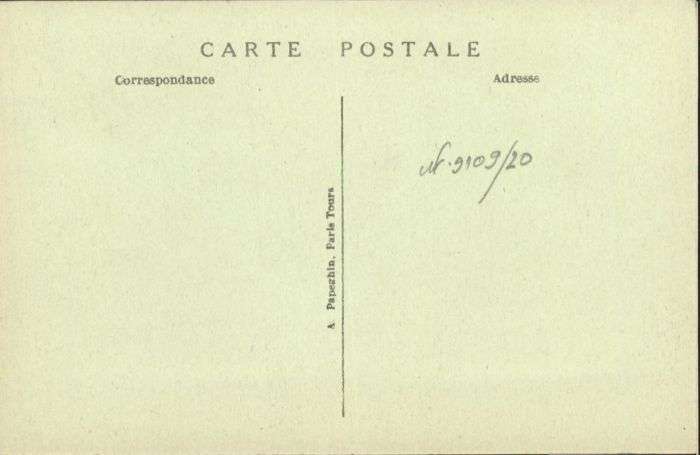 CARTE POSTALE
Correspondance
Adresse
N. 9109/20
A Papeghin, Paris Tours